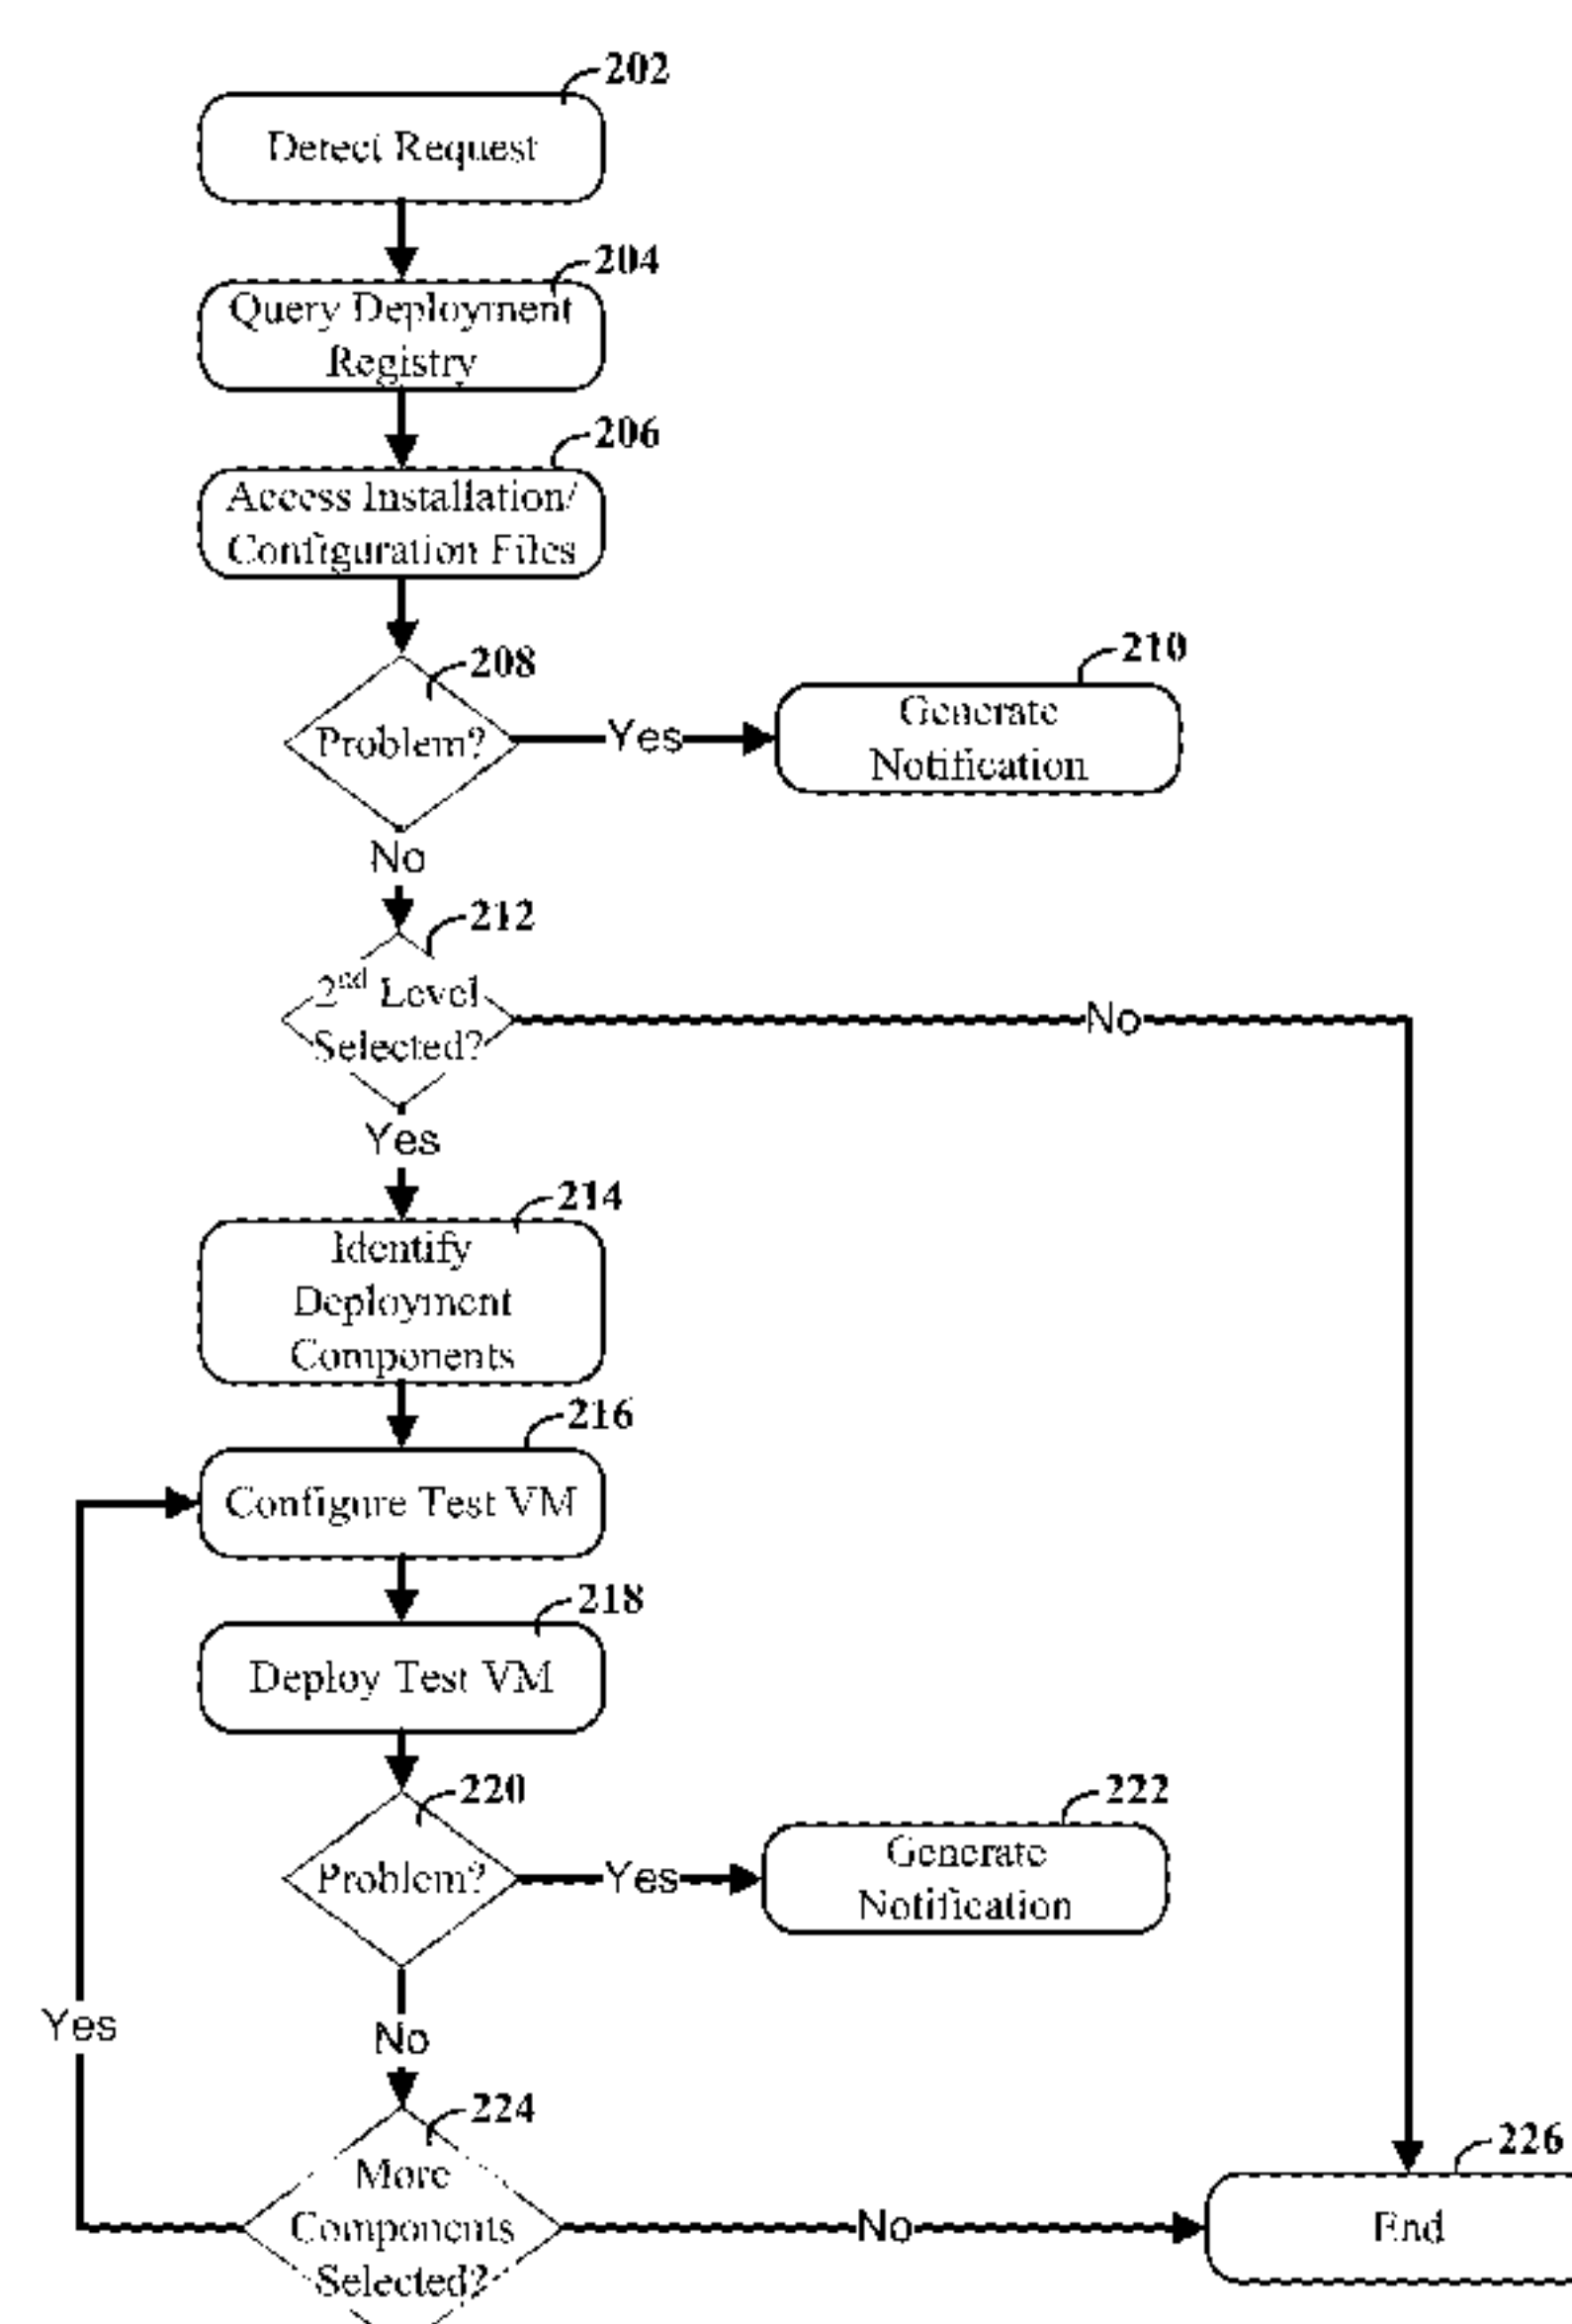 202
Detect Request
204
Query Deployment
Registry
206
Access Installation/
Configuration Files
208
Problem?
Yes
210
Generate
Notification
No
212
2nd Level
Selected?
No
Yes
214
Identify
Deployment
Components
216
Configure Test VM
218
Deploy Test VM
220
Problem?
Yes
222
Generate
Notification
Yes
No
224
More
Components
Selected?
No
226
End